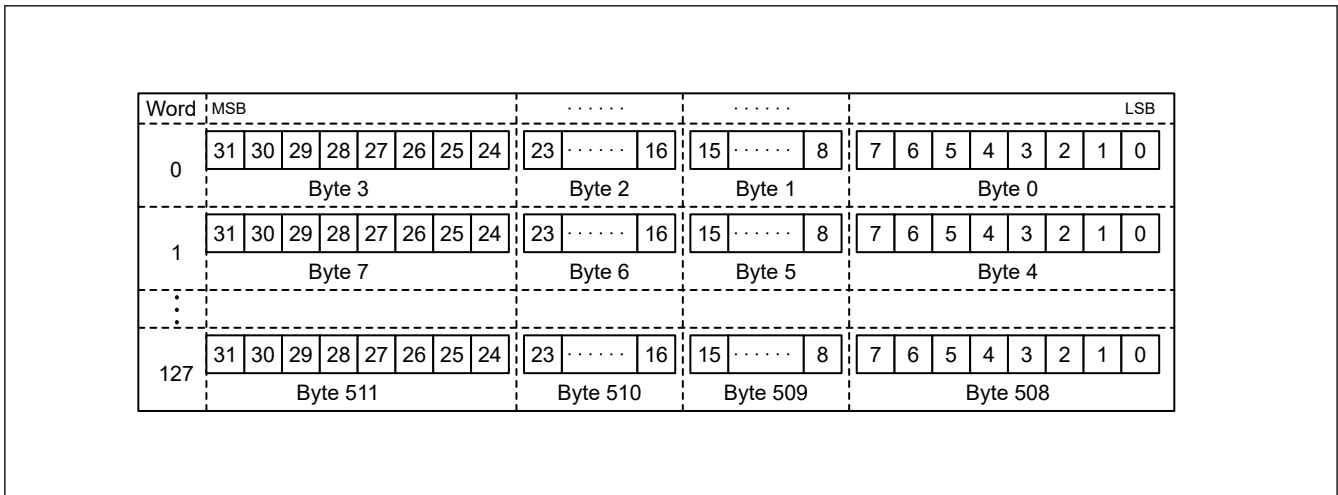 Word MSB ······ ······ LSB
0 31 30 29 28 27 26 25 24 23 ······ 16 15 ······ 8 7 6 5 4 3 2 1 0
Byte 3 Byte 2 Byte 1 Byte 0
1 31 30 29 28 27 26 25 24 23 ······ 16 15 ······ 8 7 6 5 4 3 2 1 0
Byte 7 Byte 6 Byte 5 Byte 4
⋮
127 31 30 29 28 27 26 25 24 23 ······ 16 15 ······ 8 7 6 5 4 3 2 1 0
Byte 511 Byte 510 Byte 509 Byte 508